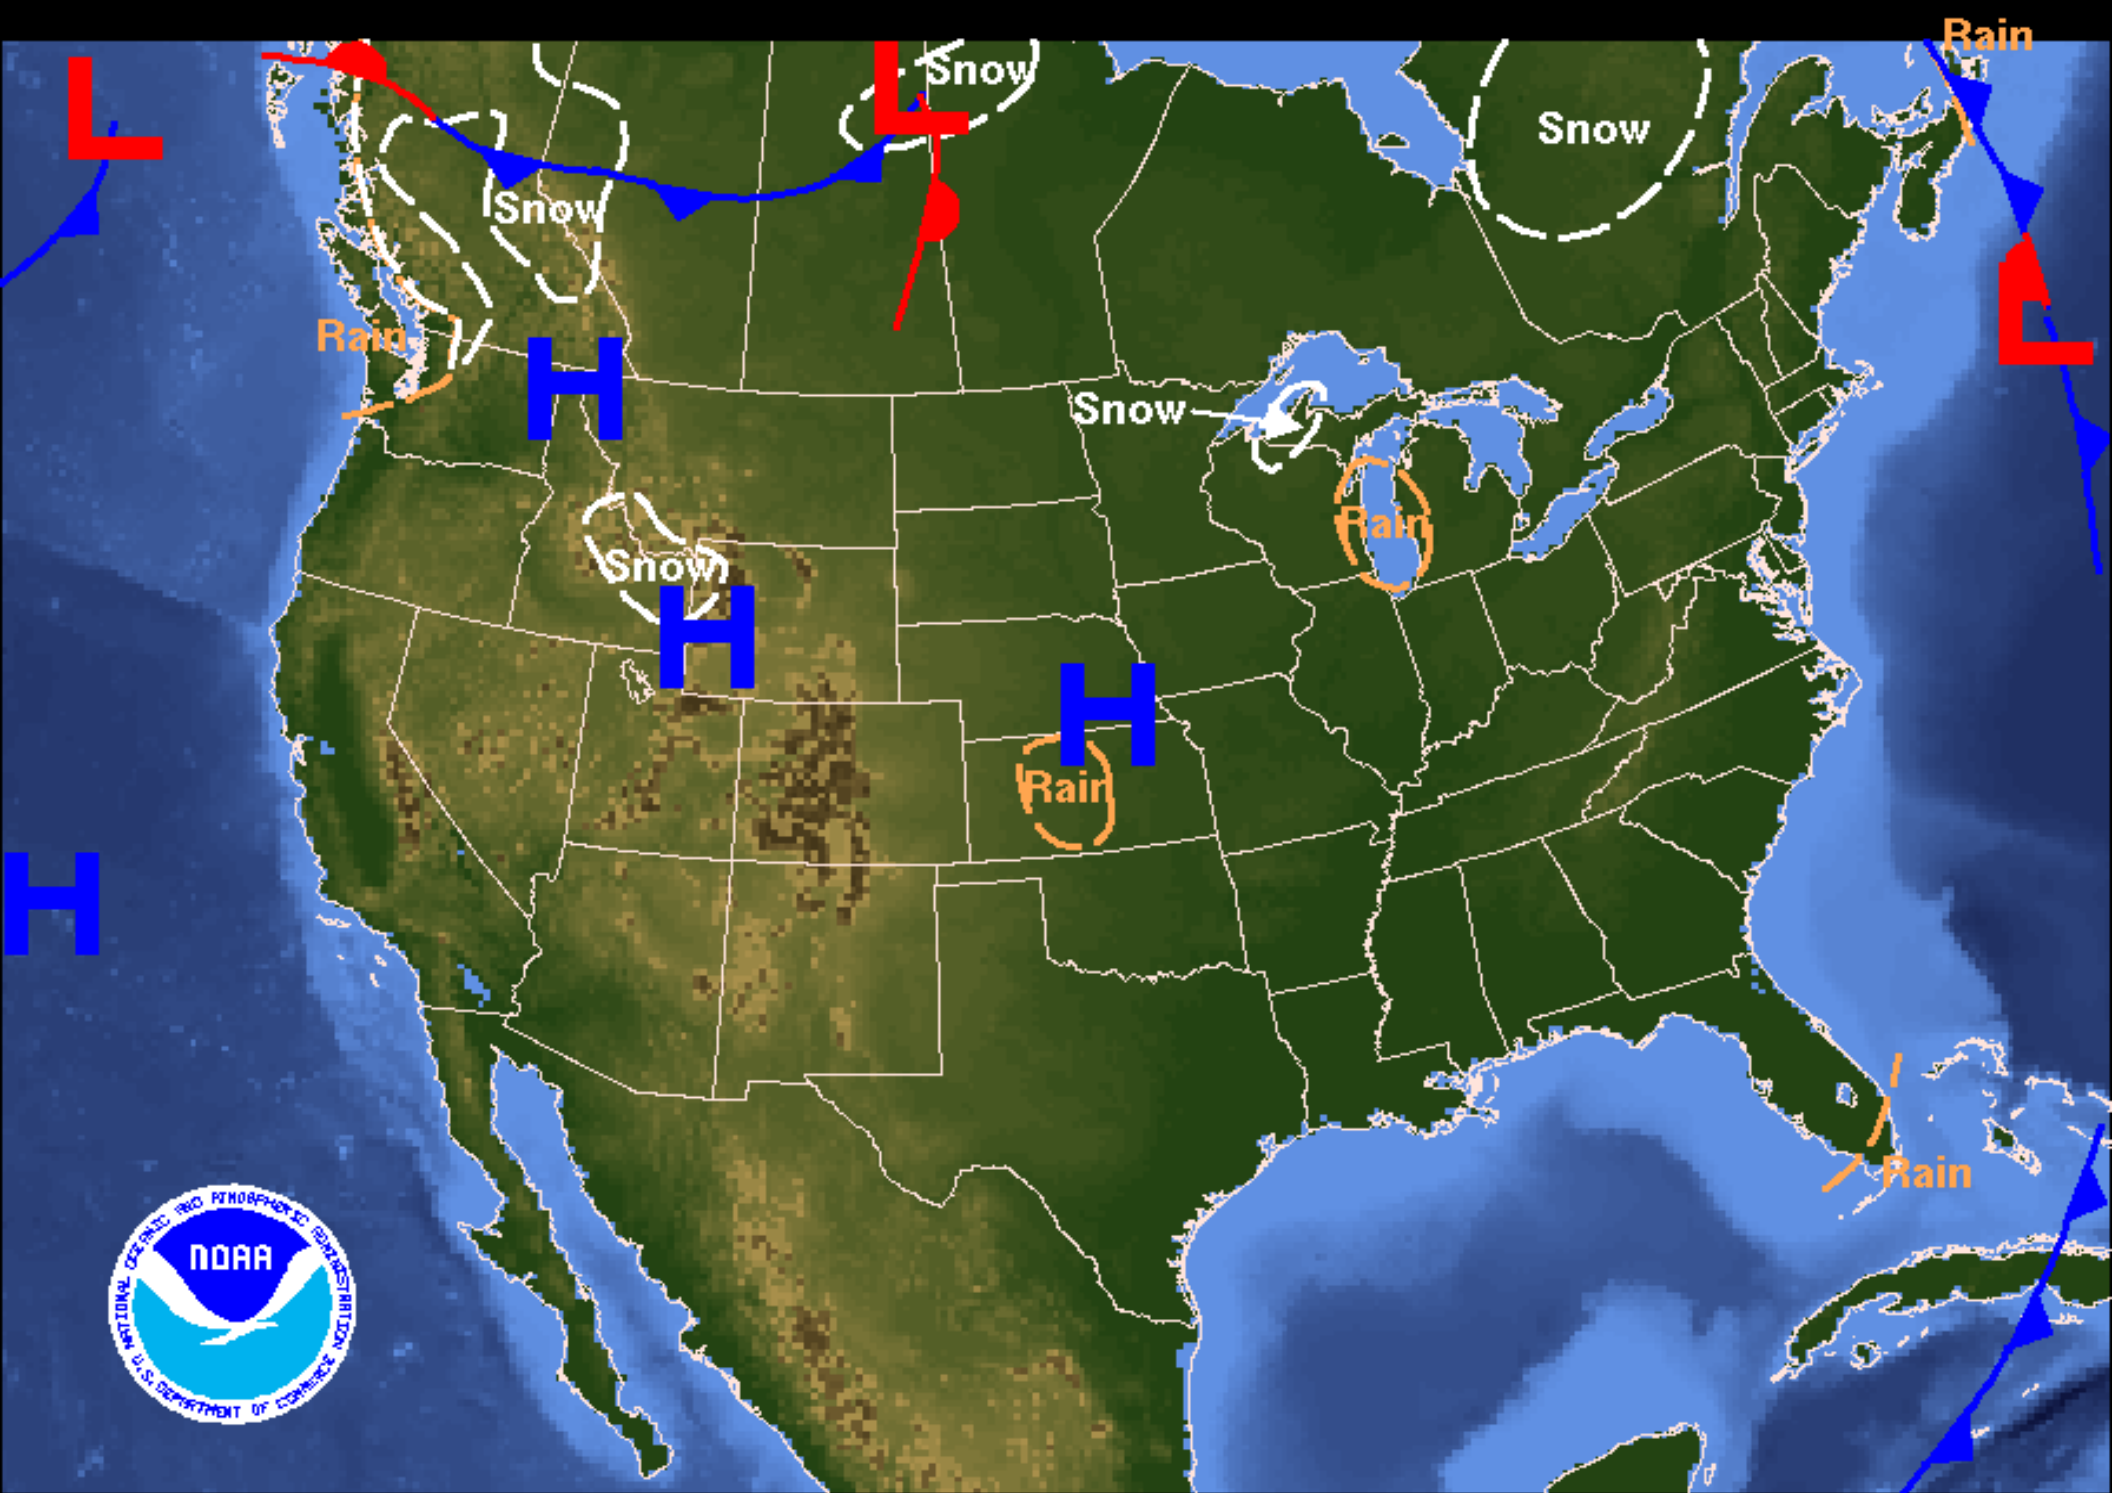 Rain
L
L
Snow
Snow
Snow
L
Rain
H
Snow
Rain
Snow
H
H
Rain
H
Rain
NOAA
NATIONAL OCEANIC AND ATMOSPHERIC ADMINISTRATION
U.S. DEPARTMENT OF COMMERCE